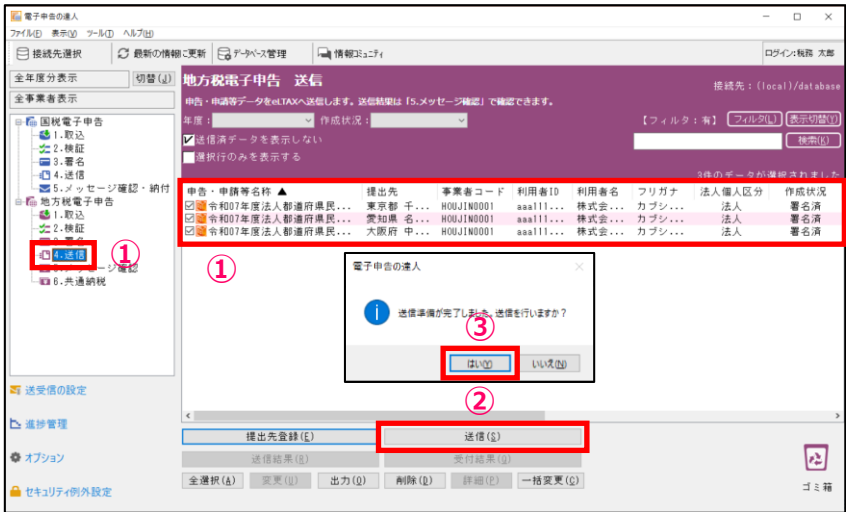 電子申告の達人
ファイル(F) 表示(V) ツール(T) ヘルプ(H)
接続先選択 最新の情報に更新 データベース管理 情報コミュニティ ログイン:税務 太郎
全年度分表示 切替(J)
全事業者表示
国税電子申告
1.取込
2.検証
3.署名
4.送信
5.メッセージ確認・納付
地方税電子申告
1.取込
2.検証
4.送信
①
6.共通納税
送受信の設定
進捗管理
オプション
セキュリティ例外設定
地方税電子申告 送信
接続先:(local)/database
申告・申請等データをeLTAXへ送信します。送信結果は「5.メッセージ確認」で確認できます。
年度: 作成状況: 【フィルタ:有】 フィルタ(L) 表示切替(Y)
送信済データを表示しない 検索(K)
選択行のみを表示する
3件のデータが選択されました
申告・申請等名称 ▲ 提出先 事業者コード 利用者ID 利用者名 フリガナ 法人個人区分 作成状況
令和07年度法人都道府県民... 東京都 千... HOUJIN0001 aaa111... 株式会... カブシ... 法人 署名済
令和07年度法人都道府県民... 愛知県 名... HOUJIN0001 aaa111... 株式会... カブシ... 法人 署名済
令和07年度法人都道府県民... 大阪府 中... HOUJIN0001 aaa111... 株式会... カブシ... 法人 署名済
①
電子申告の達人
送信準備が完了しました。送信を行いますか?
③
はい(Y) いいえ(N)
②
提出先登録(E) 送信(S)
送信結果(R) 受付結果(Q)
全選択(A) 変更(U) 出力(O) 削除(D) 詳細(P) 一括変更(C)
ゴミ箱